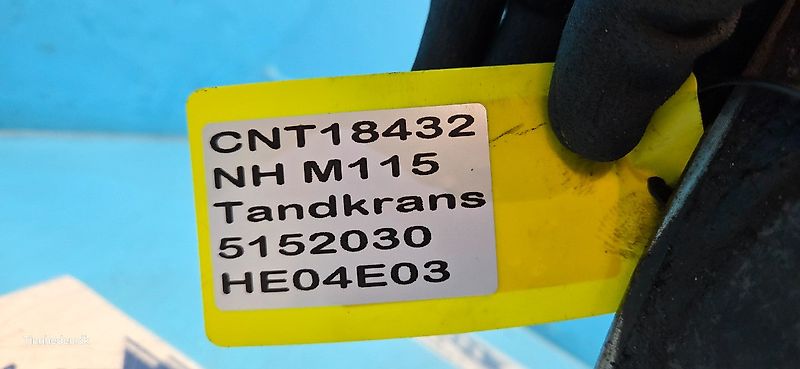 CNT18432
NH M115
Tandkrans
5152030
HE04E03